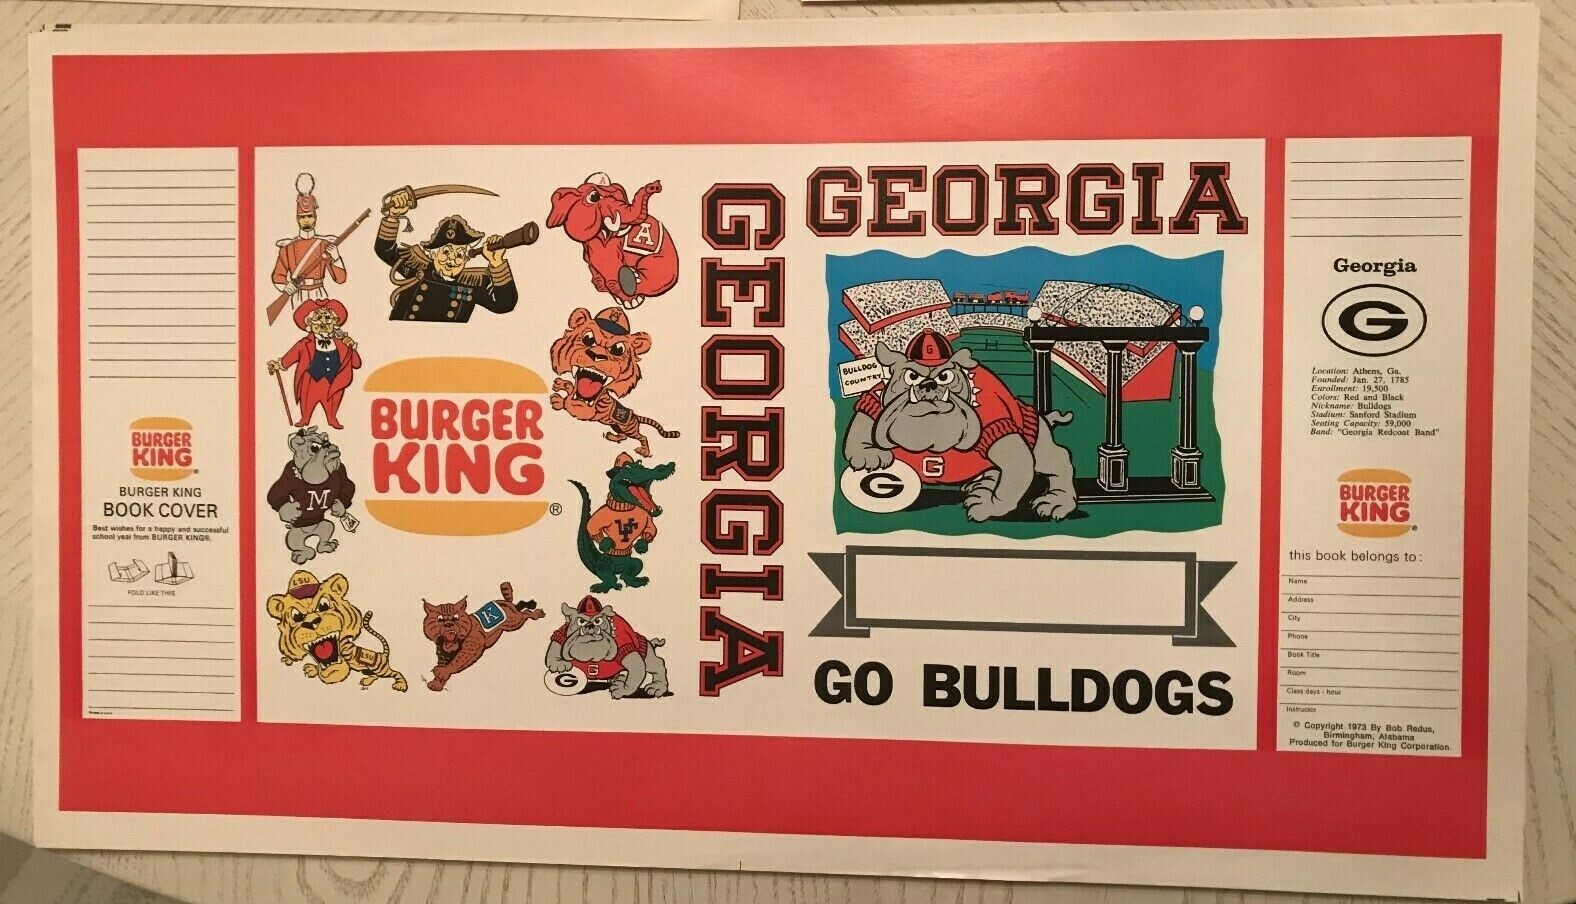 BURGER
KING®
BURGER KING
BOOK COVER
Best wishes for a happy and successful
school year from BURGER KING®.
FOLD LIKE THIS
A
A
M
UF
LSU
LSU
K
G
G
BURGER
KING®
GEORGIA
GEORGIA
BULLDOG
COUNTRY
G
G
G
GO BULLDOGS
Georgia
G
Location: Athens, Ga.
Founded: Jan. 27, 1785
Enrollment: 19,500
Colors: Red and Black
Nickname: Bulldogs
Stadium: Sanford Stadium
Seating Capacity: 59,000
Band: "Georgia Redcoat Band"
BURGER
KING®
this book belongs to :
Name
Address
City
Phone
Book Title
Room
Class days - hour
Instructor
© Copyright 1973 By Bob Redus,
Birmingham, Alabama
Produced for Burger King Corporation.